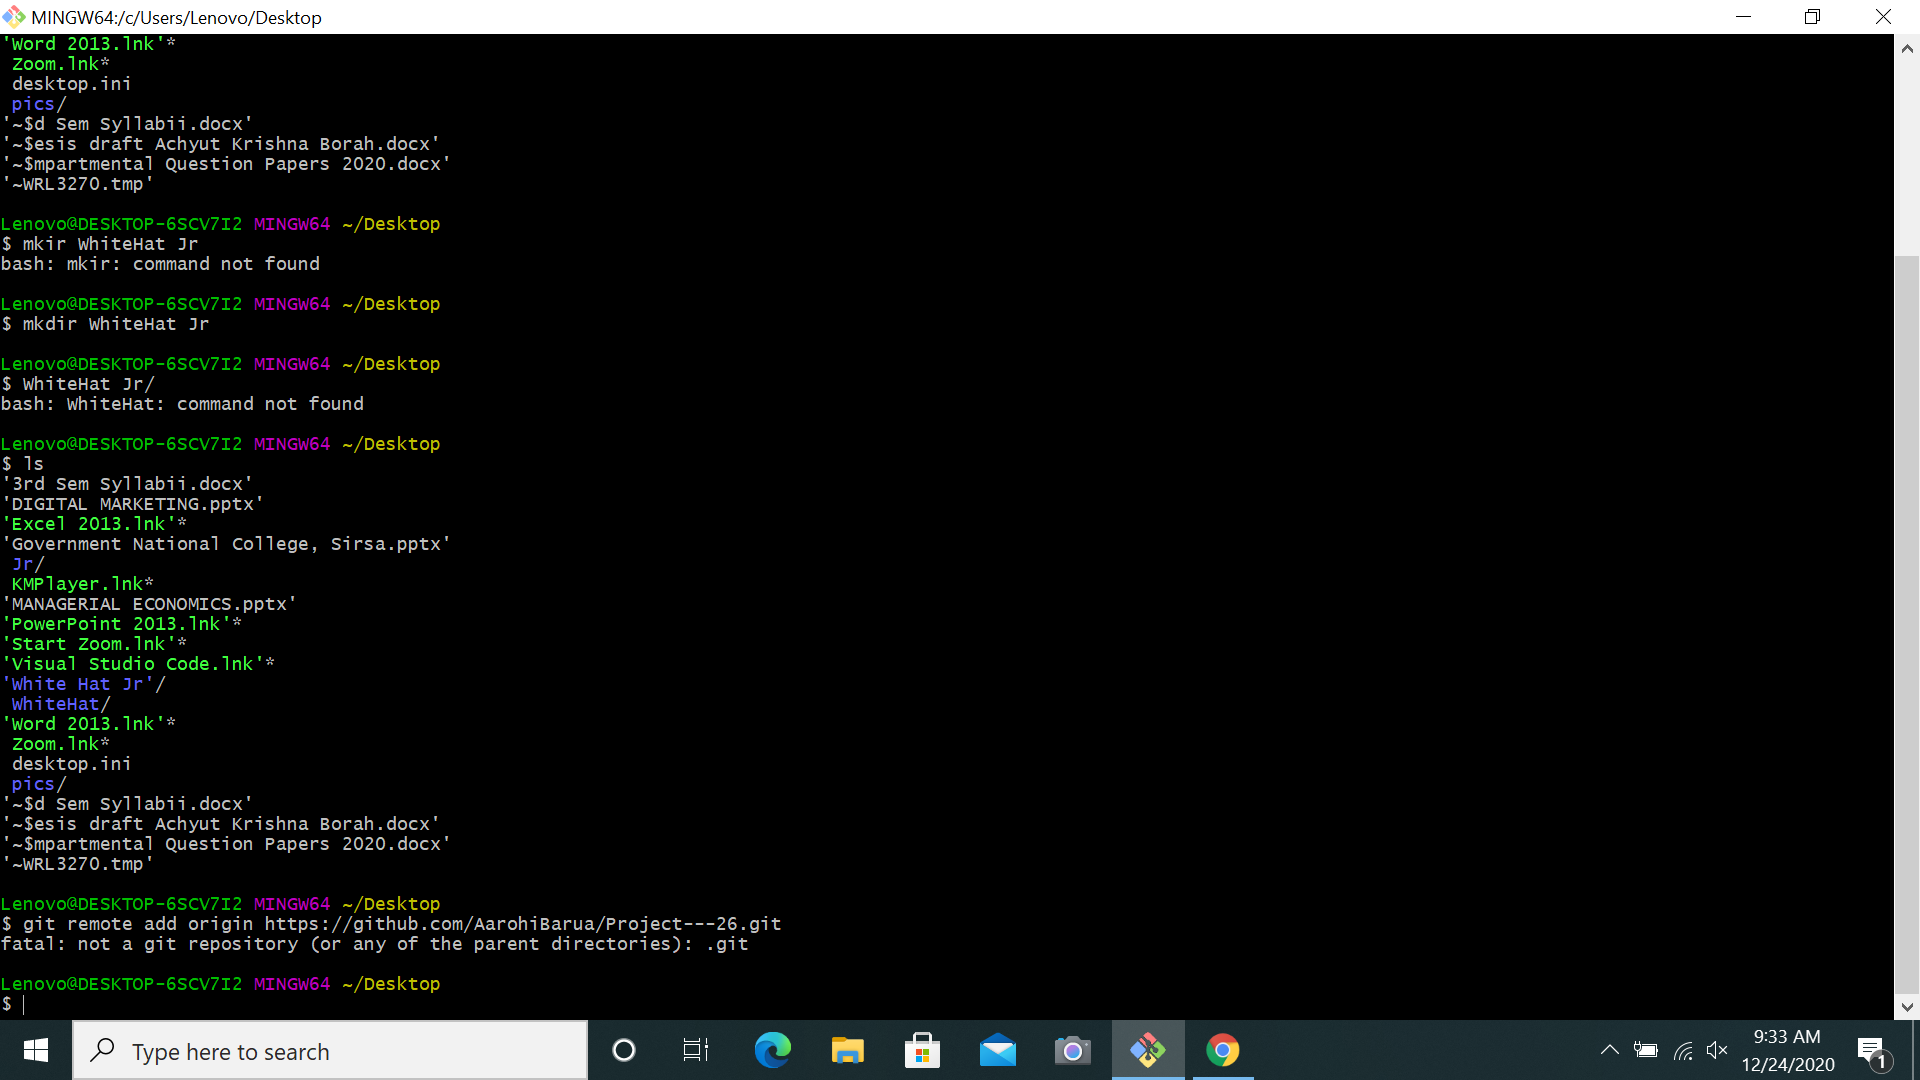 MINGW64:/c/Users/Lenovo/Desktop
'Word 2013.lnk'*
Zoom.lnk*
desktop.ini
pics/
'~$d Sem Syllabii.docx'
'~$esis draft Achyut Krishna Borah.docx'
'~$mpartmental Question Papers 2020.docx'
'~WRL3270.tmp'
Lenovo@DESKTOP-6SCV7I2 MINGW64 ~/Desktop
$ mkir WhiteHat Jr
bash: mkir: command not found
Lenovo@DESKTOP-6SCV7I2 MINGW64 ~/Desktop
$ mkdir WhiteHat Jr
Lenovo@DESKTOP-6SCV7I2 MINGW64 ~/Desktop
$ WhiteHat Jr/
bash: WhiteHat: command not found
Lenovo@DESKTOP-6SCV7I2 MINGW64 ~/Desktop
$ ls
'3rd Sem Syllabii.docx'
'DIGITAL MARKETING.pptx'
'Excel 2013.lnk'*
'Government National College, Sirsa.pptx'
Jr/
KMPlayer.lnk*
'MANAGERIAL ECONOMICS.pptx'
'PowerPoint 2013.lnk'*
'Start Zoom.lnk'*
'Visual Studio Code.lnk'*
'White Hat Jr'/
WhiteHat/
'Word 2013.lnk'*
Zoom.lnk*
desktop.ini
pics/
'~$d Sem Syllabii.docx'
'~$esis draft Achyut Krishna Borah.docx'
'~$mpartmental Question Papers 2020.docx'
'~WRL3270.tmp'
Lenovo@DESKTOP-6SCV7I2 MINGW64 ~/Desktop
$ git remote add origin https://github.com/AarohiBarua/Project---26.git
fatal: not a git repository (or any of the parent directories): .git
Lenovo@DESKTOP-6SCV7I2 MINGW64 ~/Desktop
$
Type here to search
9:33 AM
12/24/2020
1